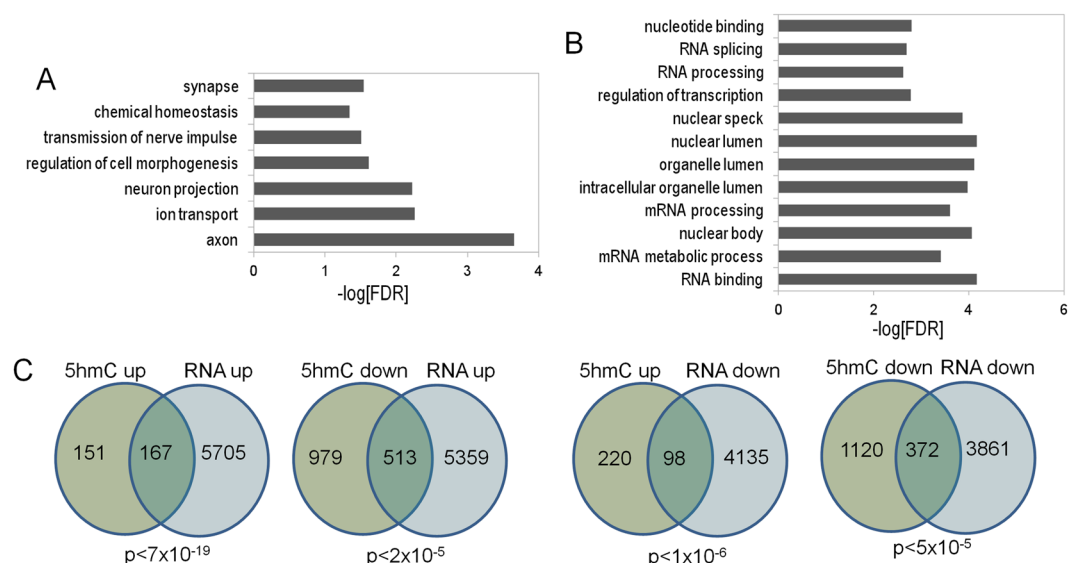 A
synapse
chemical homeostasis
transmission of nerve impulse
regulation of cell morphogenesis
neuron projection
ion transport
axon
0 1 2 3 4
-log[FDR]
B
nucleotide binding
RNA splicing
RNA processing
regulation of transcription
nuclear speck
nuclear lumen
organelle lumen
intracellular organelle lumen
mRNA processing
nuclear body
mRNA metabolic process
RNA binding
0 2 4 6
-log[FDR]
C
5hmC up RNA up
151 167 5705
p<7x10-19
5hmC down RNA up
979 513 5359
p<2x10-5
5hmC up RNA down
220 98 4135
p<1x10-6
5hmC down RNA down
1120 372 3861
p<5x10-5